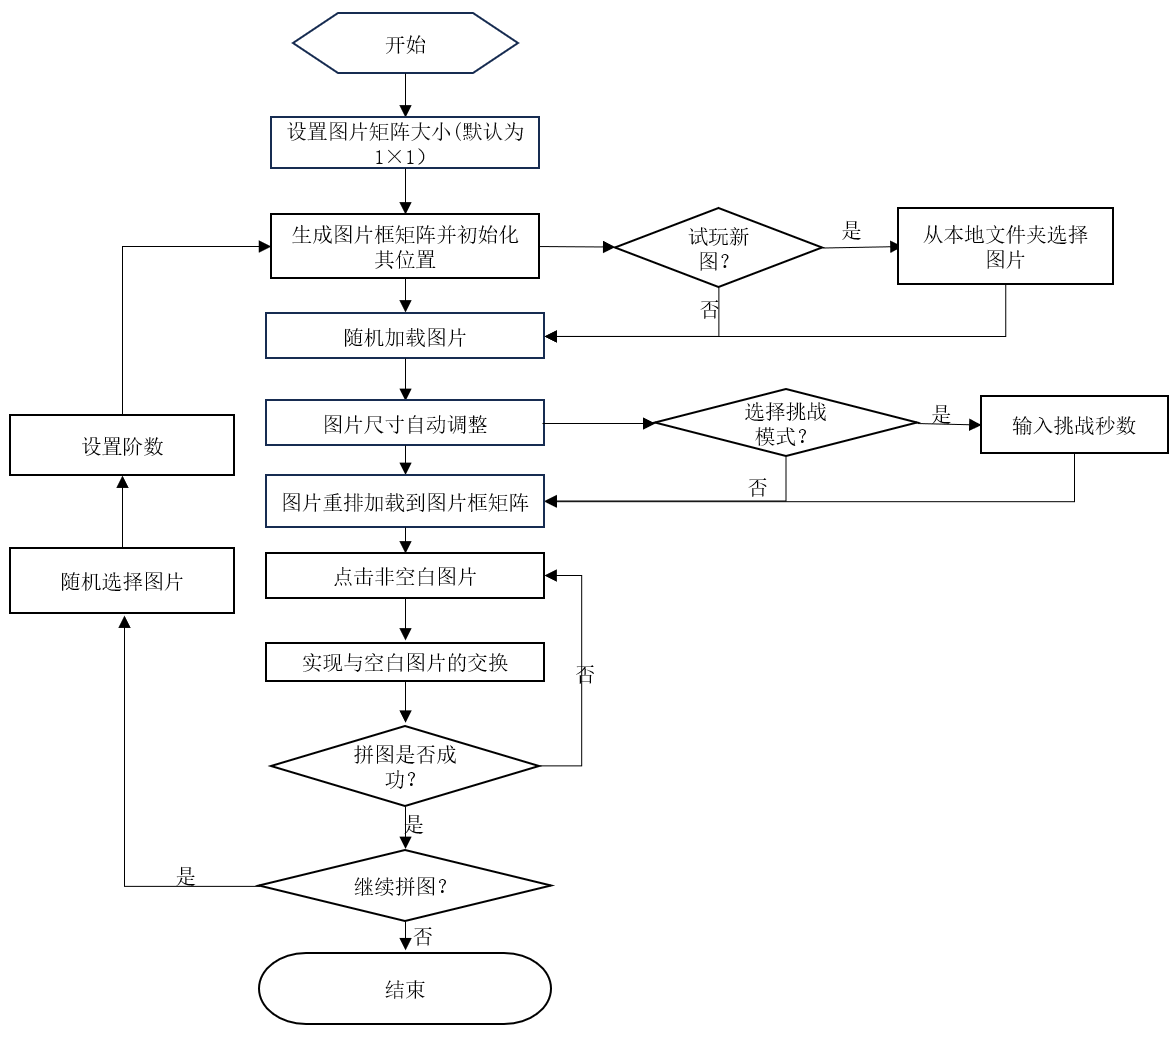 开始
设置图片矩阵大小(默认为
1×1）
生成图片框矩阵并初始化
其位置
试玩新
图？
是
从本地文件夹选择
图片
否
随机加载图片
图片尺寸自动调整
选择挑战
模式？
是
输入挑战秒数
设置阶数
否
图片重排加载到图片框矩阵
随机选择图片
点击非空白图片
实现与空白图片的交换
否
拼图是否成
功？
是
是
继续拼图？
否
结束